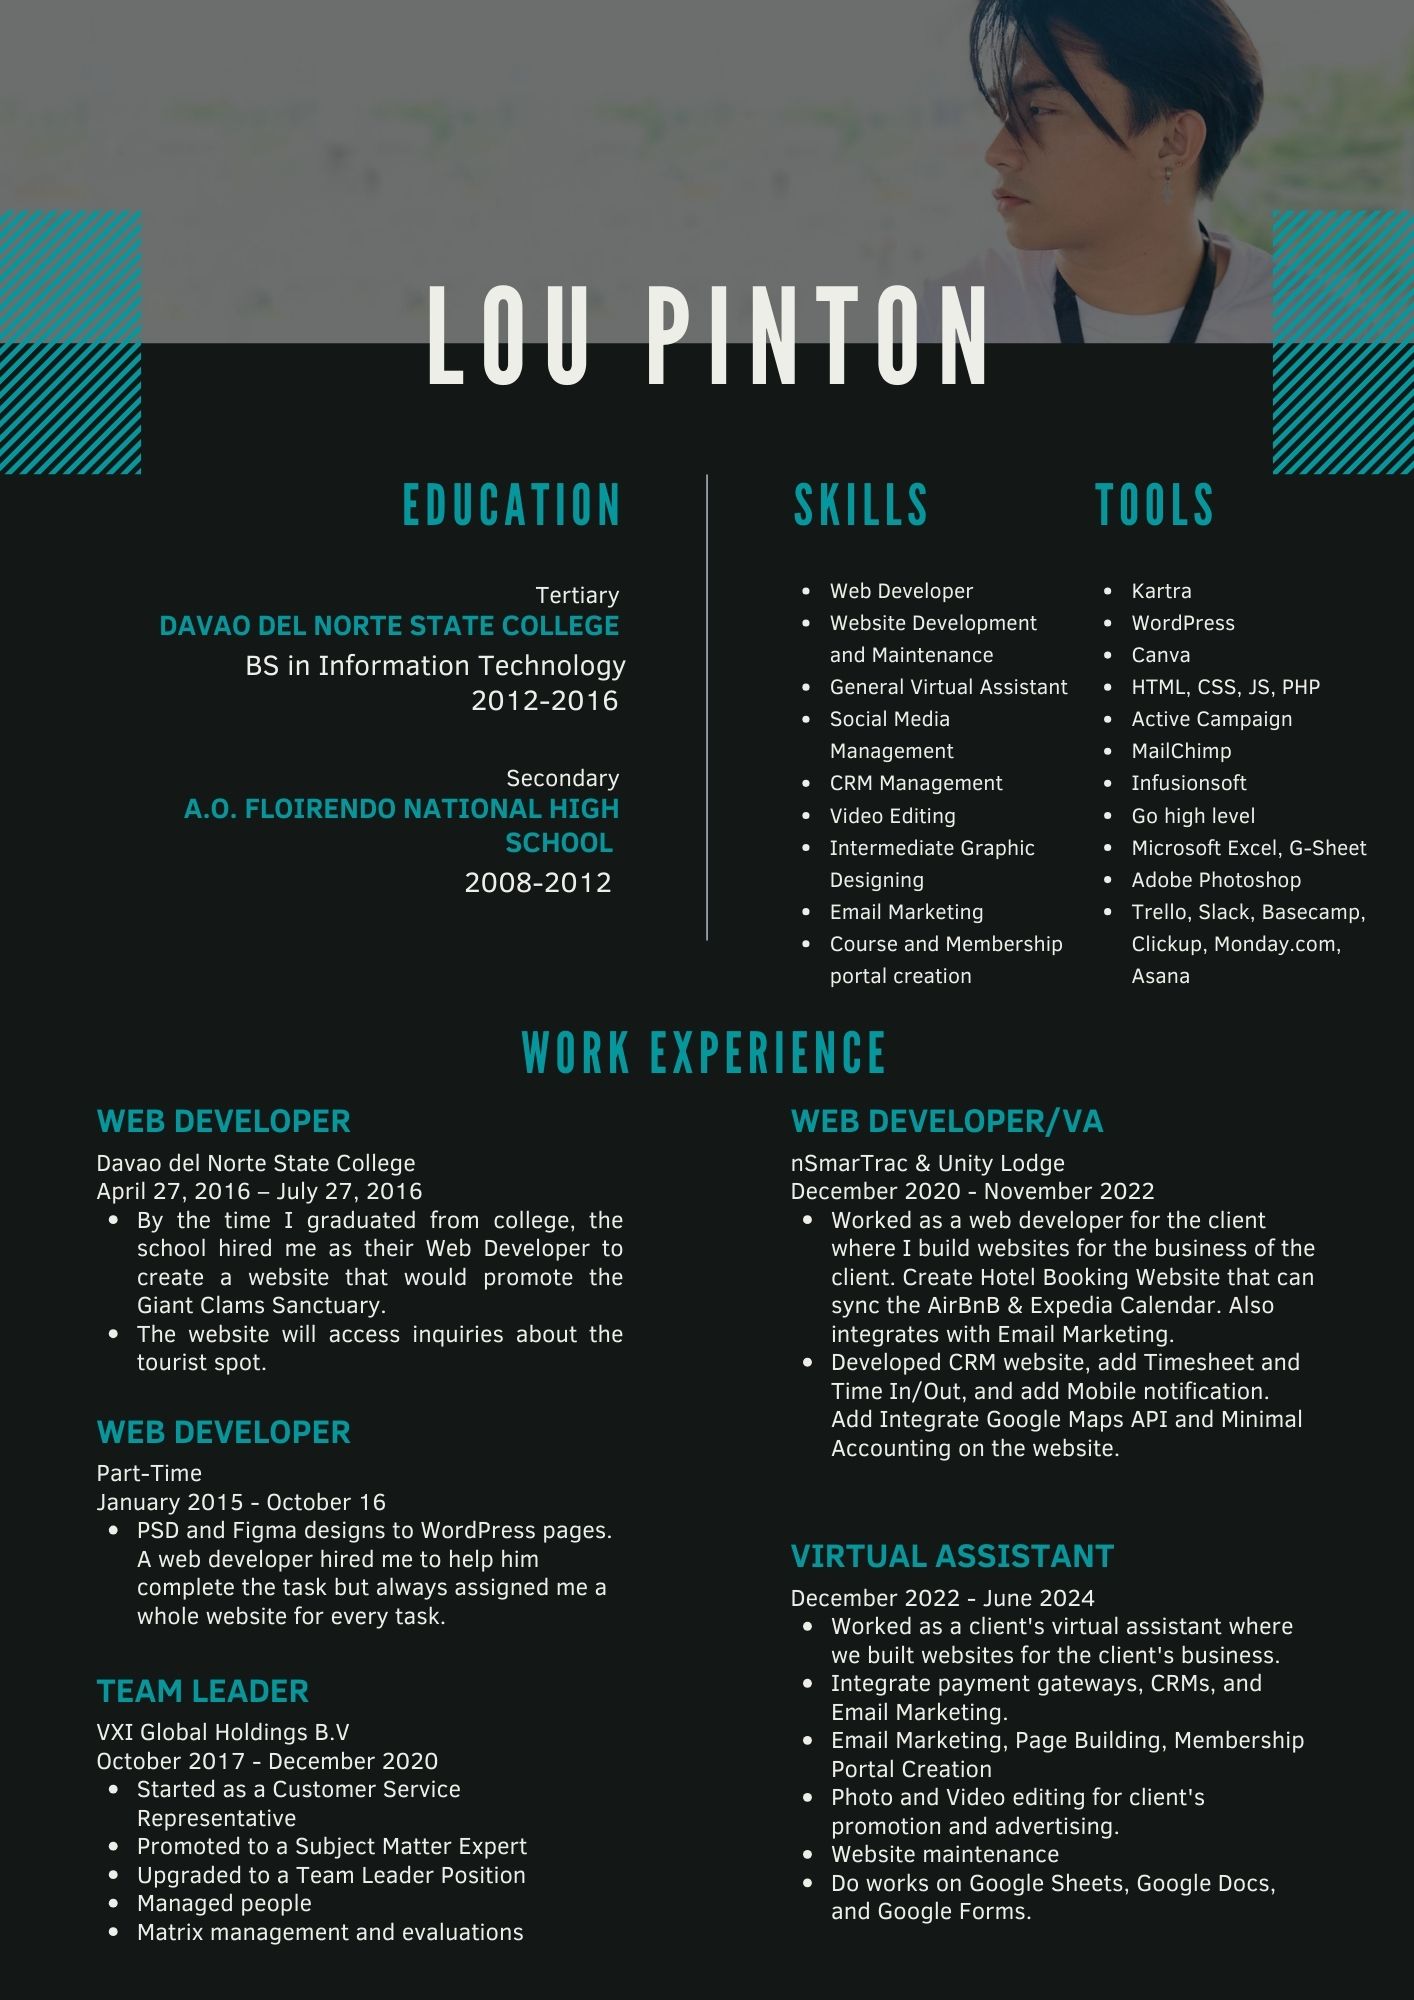 LOU PINTON
EDUCATION
Tertiary
DAVAO DEL NORTE STATE COLLEGE
BS in Information Technology
2012-2016
Secondary
A.O. FLOIRENDO NATIONAL HIGH
SCHOOL
2008-2012
SKILLS
• Web Developer
• Website Development
and Maintenance
• General Virtual Assistant
• Social Media
Management
• CRM Management
• Video Editing
• Intermediate Graphic
Designing
• Email Marketing
• Course and Membership
portal creation
TOOLS
• Kartra
• WordPress
• Canva
• HTML, CSS, JS, PHP
• Active Campaign
• MailChimp
• Infusionsoft
• Go high level
• Microsoft Excel, G-Sheet
• Adobe Photoshop
• Trello, Slack, Basecamp,
Clickup, Monday.com,
Asana
WORK EXPERIENCE
WEB DEVELOPER
Davao del Norte State College
April 27, 2016 – July 27, 2016
• By the time I graduated from college, the
school hired me as their Web Developer to
create a website that would promote the
Giant Clams Sanctuary.
• The website will access inquiries about the
tourist spot.
WEB DEVELOPER
Part-Time
January 2015 - October 16
• PSD and Figma designs to WordPress pages.
A web developer hired me to help him
complete the task but always assigned me a
whole website for every task.
TEAM LEADER
VXI Global Holdings B.V
October 2017 - December 2020
• Started as a Customer Service
Representative
• Promoted to a Subject Matter Expert
• Upgraded to a Team Leader Position
• Managed people
• Matrix management and evaluations
WEB DEVELOPER/VA
nSmarTrac & Unity Lodge
December 2020 - November 2022
• Worked as a web developer for the client
where I build websites for the business of the
client. Create Hotel Booking Website that can
sync the AirBnB & Expedia Calendar. Also
integrates with Email Marketing.
• Developed CRM website, add Timesheet and
Time In/Out, and add Mobile notification.
Add Integrate Google Maps API and Minimal
Accounting on the website.
VIRTUAL ASSISTANT
December 2022 - June 2024
• Worked as a client's virtual assistant where
we built websites for the client's business.
• Integrate payment gateways, CRMs, and
Email Marketing.
• Email Marketing, Page Building, Membership
Portal Creation
• Photo and Video editing for client's
promotion and advertising.
• Website maintenance
• Do works on Google Sheets, Google Docs,
and Google Forms.